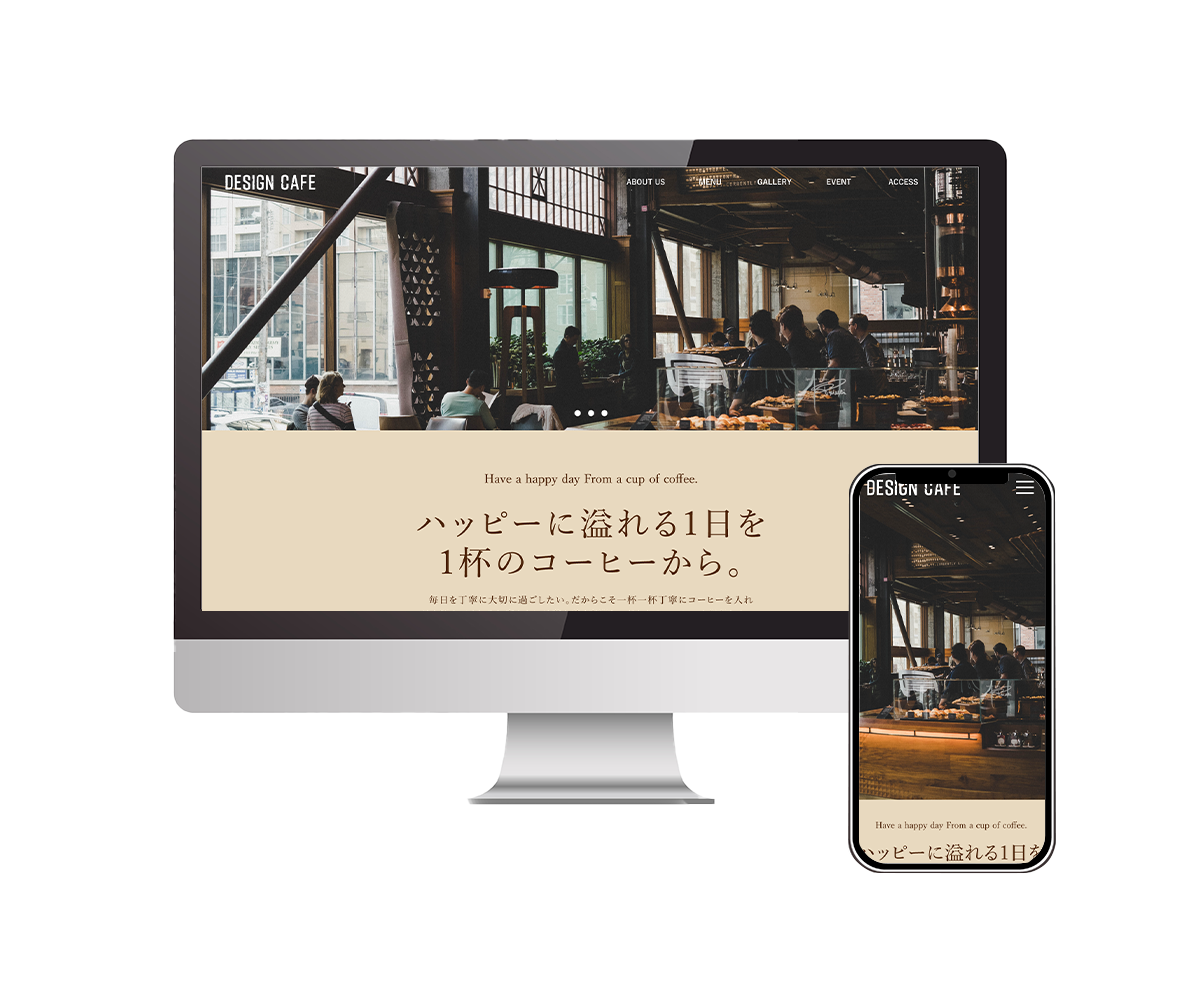 DESIGN CAFE
ABOUT US MENU GALLERY EVENT ACCESS
Have a happy day From a cup of coffee.
ハッピーに溢れる1日を
1杯のコーヒーから。
毎日を丁寧に大切に過ごしたい。だからこそ一杯一杯丁寧にコーヒーを入れ
DESIGN CAFE
Have a happy day From a cup of coffee.
ハッピーに溢れる1日を